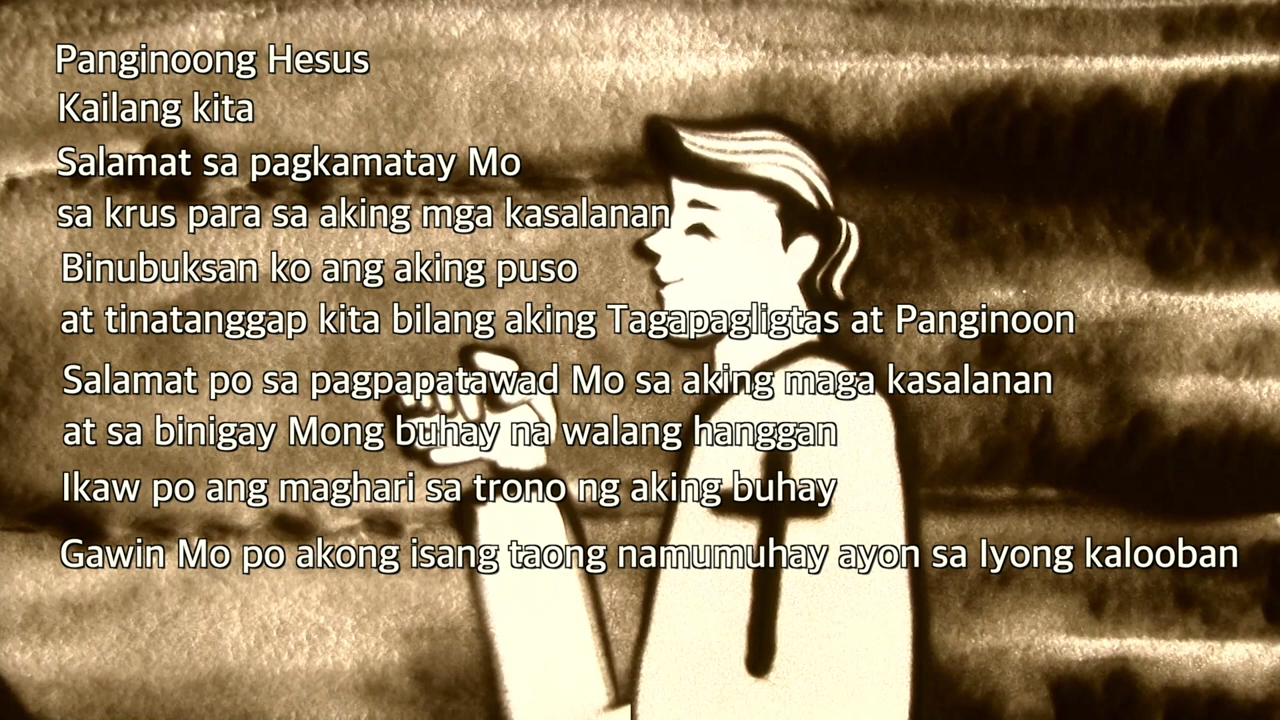 Panginoong Hesus
Kailang kita
Salamat sa pagkamatay Mo
sa krus para sa aking mga kasalanan
Binubuksan ko ang aking puso
at tinatanggap kita bilang aking Tagapagligtas at Panginoon
Salamat po sa pagpapatawad Mo sa aking maga kasalanan
at sa binigay Mong buhay na walang hanggan
Ikaw po ang maghari sa trono ng aking buhay
Gawin Mo po akong isang taong namumuhay ayon sa Iyong kalooban